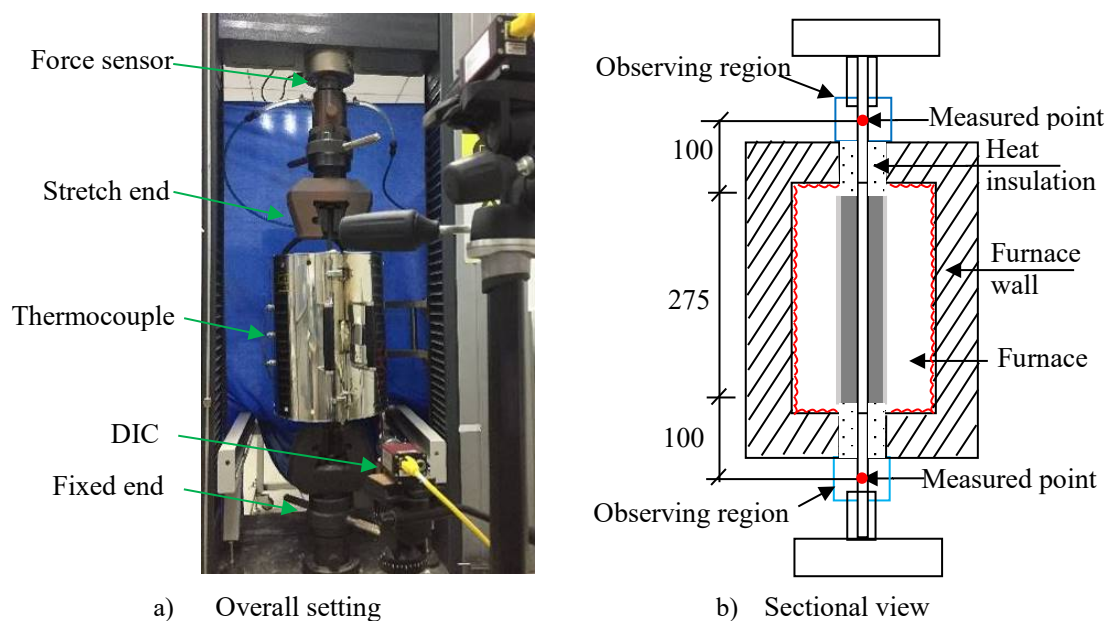 Force sensor
Stretch end
Thermocouple
DIC
Fixed end
a) Overall setting
Observing region
Measured point
100
Heat
insulation
Furnace
wall
275
Furnace
100
Measured point
Observing region
b) Sectional view